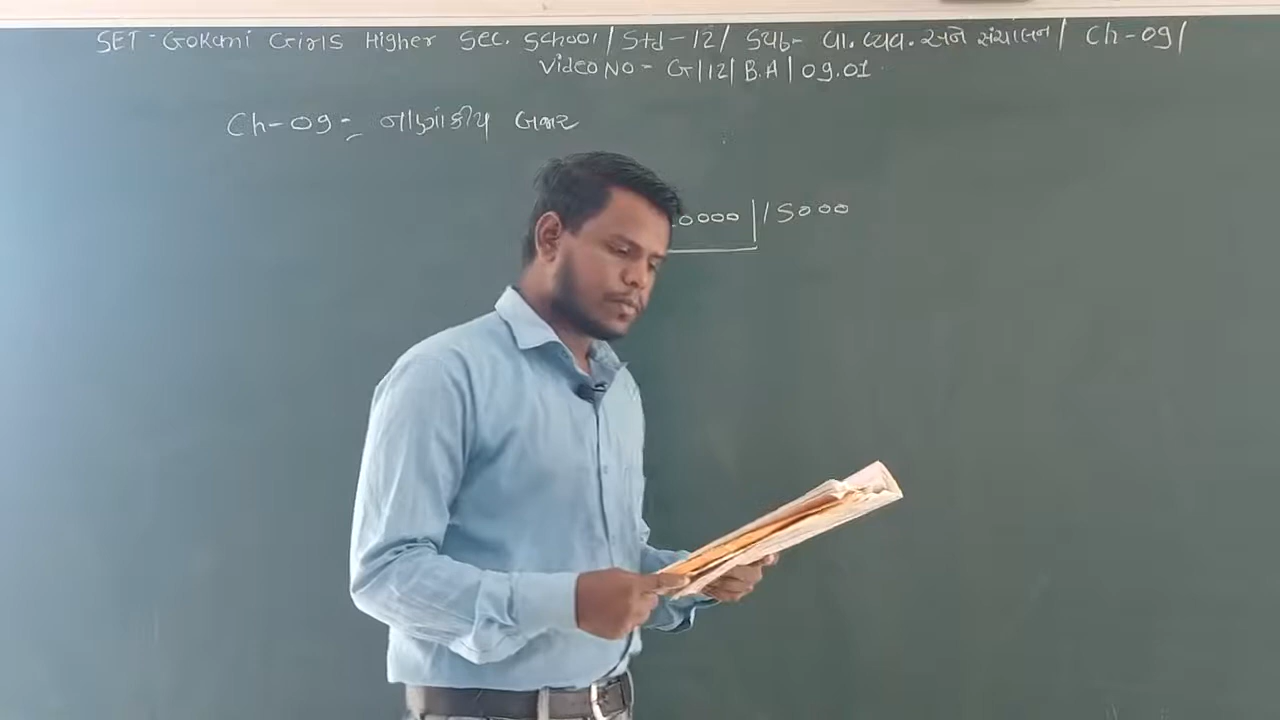 SET - Gokani Girls Higher Sec. School / Std - 12 / Sub - વા. વ્યવ. અને સંચાલન / Ch - 09 /
Video No - G / 12 / B.A / 09.01
Ch - 09 - નાણાંકીય બજાર
0000 / 5000